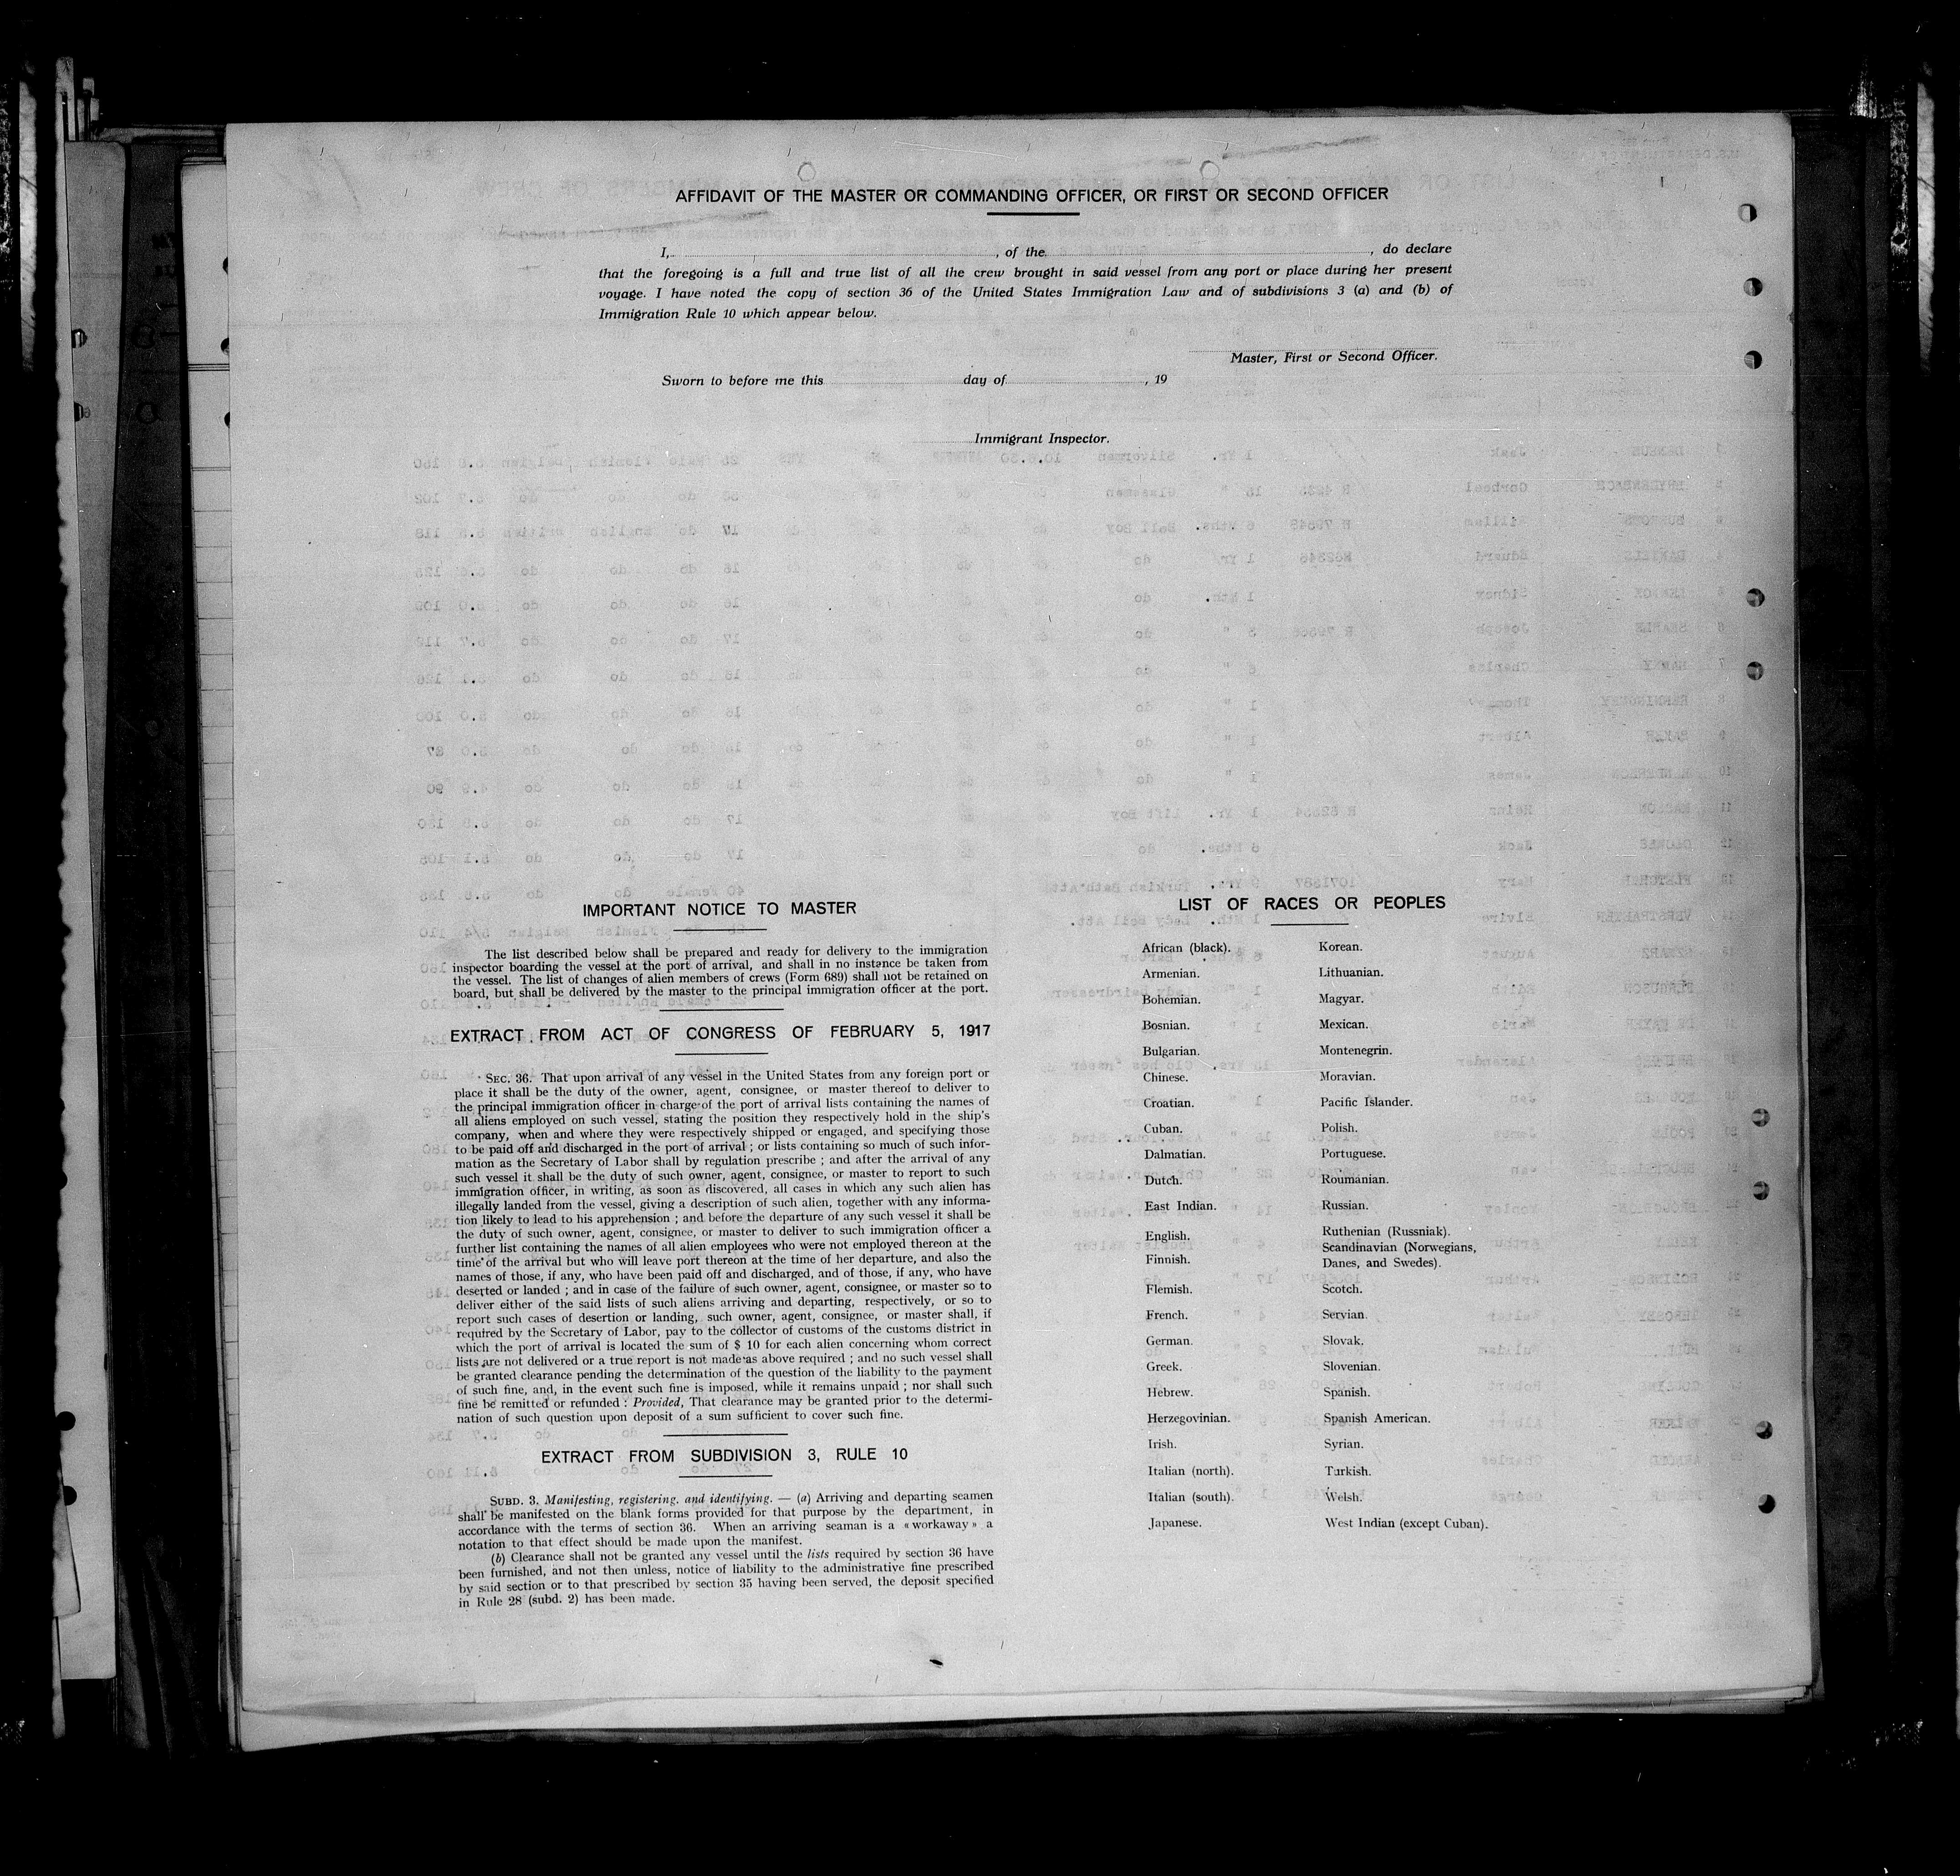 AFFIDAVIT OF THE MASTER OR COMMANDING OFFICER, OR FIRST OR SECOND OFFICER
I, , of the , do declare
that the foregoing is a full and true list of all the crew brought in said vessel from any port or place during her present
voyage. I have noted the copy of section 36 of the United States Immigration Law and of subdivisions 3 (a) and (b) of
Immigration Rule 10 which appear below.
Master, First or Second Officer.
Sworn to before me this day of , 19
Immigrant Inspector.
IMPORTANT NOTICE TO MASTER
The list described below shall be prepared and ready for delivery to the immigration
inspector boarding the vessel at the port of arrival, and shall in no instance be taken from
the vessel. The list of changes of alien members of crews (Form 689) shall not be retained on
board, but shall be delivered by the master to the principal immigration officer at the port.
EXTRACT FROM ACT OF CONGRESS OF FEBRUARY 5, 1917
SEC. 36. That upon arrival of any vessel in the United States from any foreign port or
place it shall be the duty of the owner, agent, consignee, or master thereof to deliver to
the principal immigration officer in charge of the port of arrival lists containing the names of
all aliens employed on such vessel, stating the position they respectively hold in the ship's
company, when and where they were respectively shipped or engaged, and specifying those
to be paid off and discharged in the port of arrival ; or lists containing so much of such infor-
mation as the Secretary of Labor shall by regulation prescribe ; and after the arrival of any
such vessel it shall be the duty of such owner, agent, consignee, or master to report to such
immigration officer, in writing, as soon as discovered, all cases in which any such alien has
illegally landed from the vessel, giving a description of such alien, together with any informa-
tion likely to lead to his apprehension ; and before the departure of any such vessel it shall be
the duty of such owner, agent, consignee, or master to deliver to such immigration officer a
further list containing the names of all alien employees who were not employed thereon at the
time of the arrival but who will leave port thereon at the time of her departure, and also the
names of those, if any, who have been paid off and discharged, and of those, if any, who have
deserted or landed ; and in case of the failure of such owner, agent, consignee, or master so to
deliver either of the said lists of such aliens arriving and departing, respectively, or so to
report such cases of desertion or landing, such owner, agent, consignee, or master shall, if
required by the Secretary of Labor, pay to the collector of customs of the customs district in
which the port of arrival is located the sum of $ 10 for each alien concerning whom correct
lists are not delivered or a true report is not made as above required ; and no such vessel shall
be granted clearance pending the determination of the question of the liability to the payment
of such fine, and, in the event such fine is imposed, while it remains unpaid ; nor shall such
fine be remitted or refunded : Provided, That clearance may be granted prior to the determi-
nation of such question upon deposit of a sum sufficient to cover such fine.
EXTRACT FROM SUBDIVISION 3, RULE 10
SUBD. 3. Manifesting, registering, and identifying. — (a) Arriving and departing seamen
shall be manifested on the blank forms provided for that purpose by the department, in
accordance with the terms of section 36. When an arriving seaman is a « workaway » a
notation to that effect should be made upon the manifest.
(b) Clearance shall not be granted any vessel until the lists required by section 36 have
been furnished, and not then unless, notice of liability to the administrative fine prescribed
by said section or to that prescribed by section 35 having been served, the deposit specified
in Rule 28 (subd. 2) has been made.
LIST OF RACES OR PEOPLES
African (black).
Armenian.
Bohemian.
Bosnian.
Bulgarian.
Chinese.
Croatian.
Cuban.
Dalmatian.
Dutch.
East Indian.
English.
Finnish.
Flemish.
French.
German.
Greek.
Hebrew.
Herzegovinian.
Irish.
Italian (north).
Italian (south).
Japanese.
Korean.
Lithuanian.
Magyar.
Mexican.
Montenegrin.
Moravian.
Pacific Islander.
Polish.
Portuguese.
Roumanian.
Russian.
Ruthenian (Russniak).
Scandinavian (Norwegians,
Danes, and Swedes).
Scotch.
Servian.
Slovak.
Slovenian.
Spanish.
Spanish American.
Syrian.
Turkish.
Welsh.
West Indian (except Cuban).